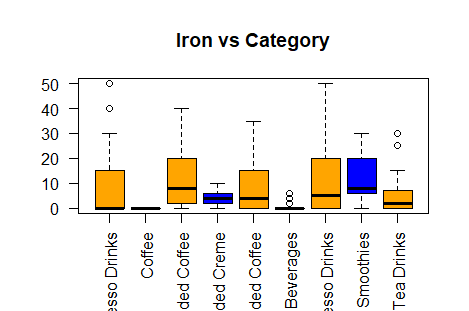 Iron vs Category
50
40
30
20
10
0
esso Drinks
Coffee
ded Coffee
ded Creme
ded Coffee
Beverages
esso Drinks
Smoothies
Tea Drinks